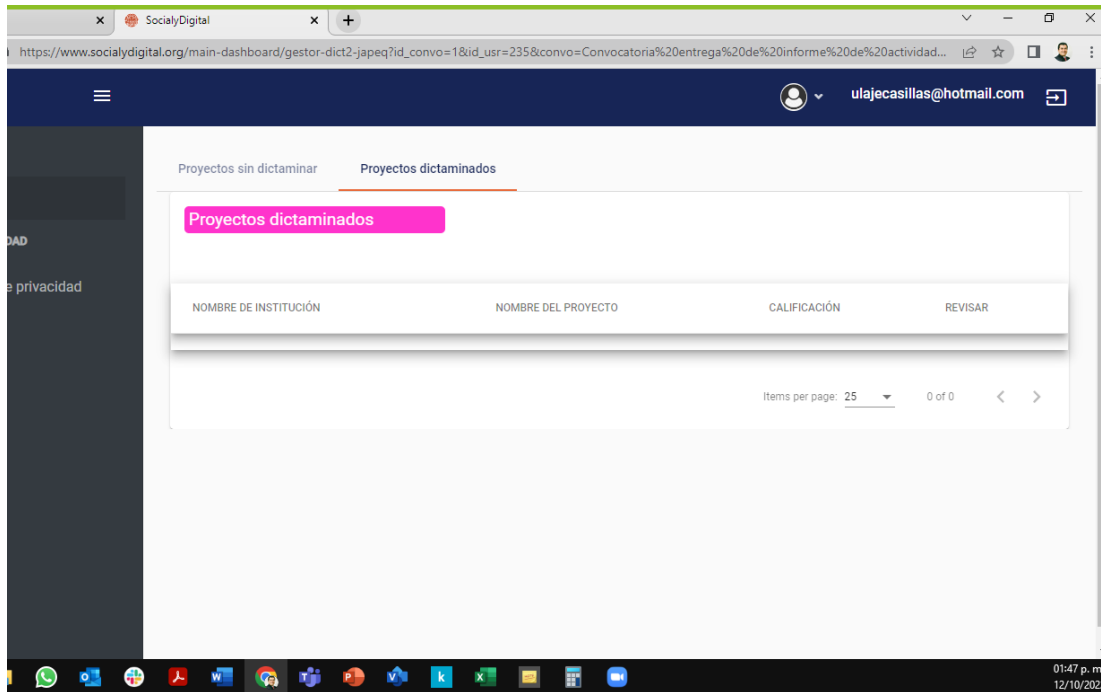 SocialyDigital
https://www.socialydigital.org/main-dashboard/gestor-dict2-japeq?id_convo=1&id_usr=235&convo=Convocatoria%20entrega%20de%20informe%20de%20actividad...
ulajecasillas@hotmail.com
Proyectos sin dictaminar Proyectos dictaminados
Proyectos dictaminados
DAD
e privacidad
NOMBRE DE INSTITUCIÓN NOMBRE DEL PROYECTO CALIFICACIÓN REVISAR
Items per page: 25 0 of 0
01:47 p. m
12/10/202